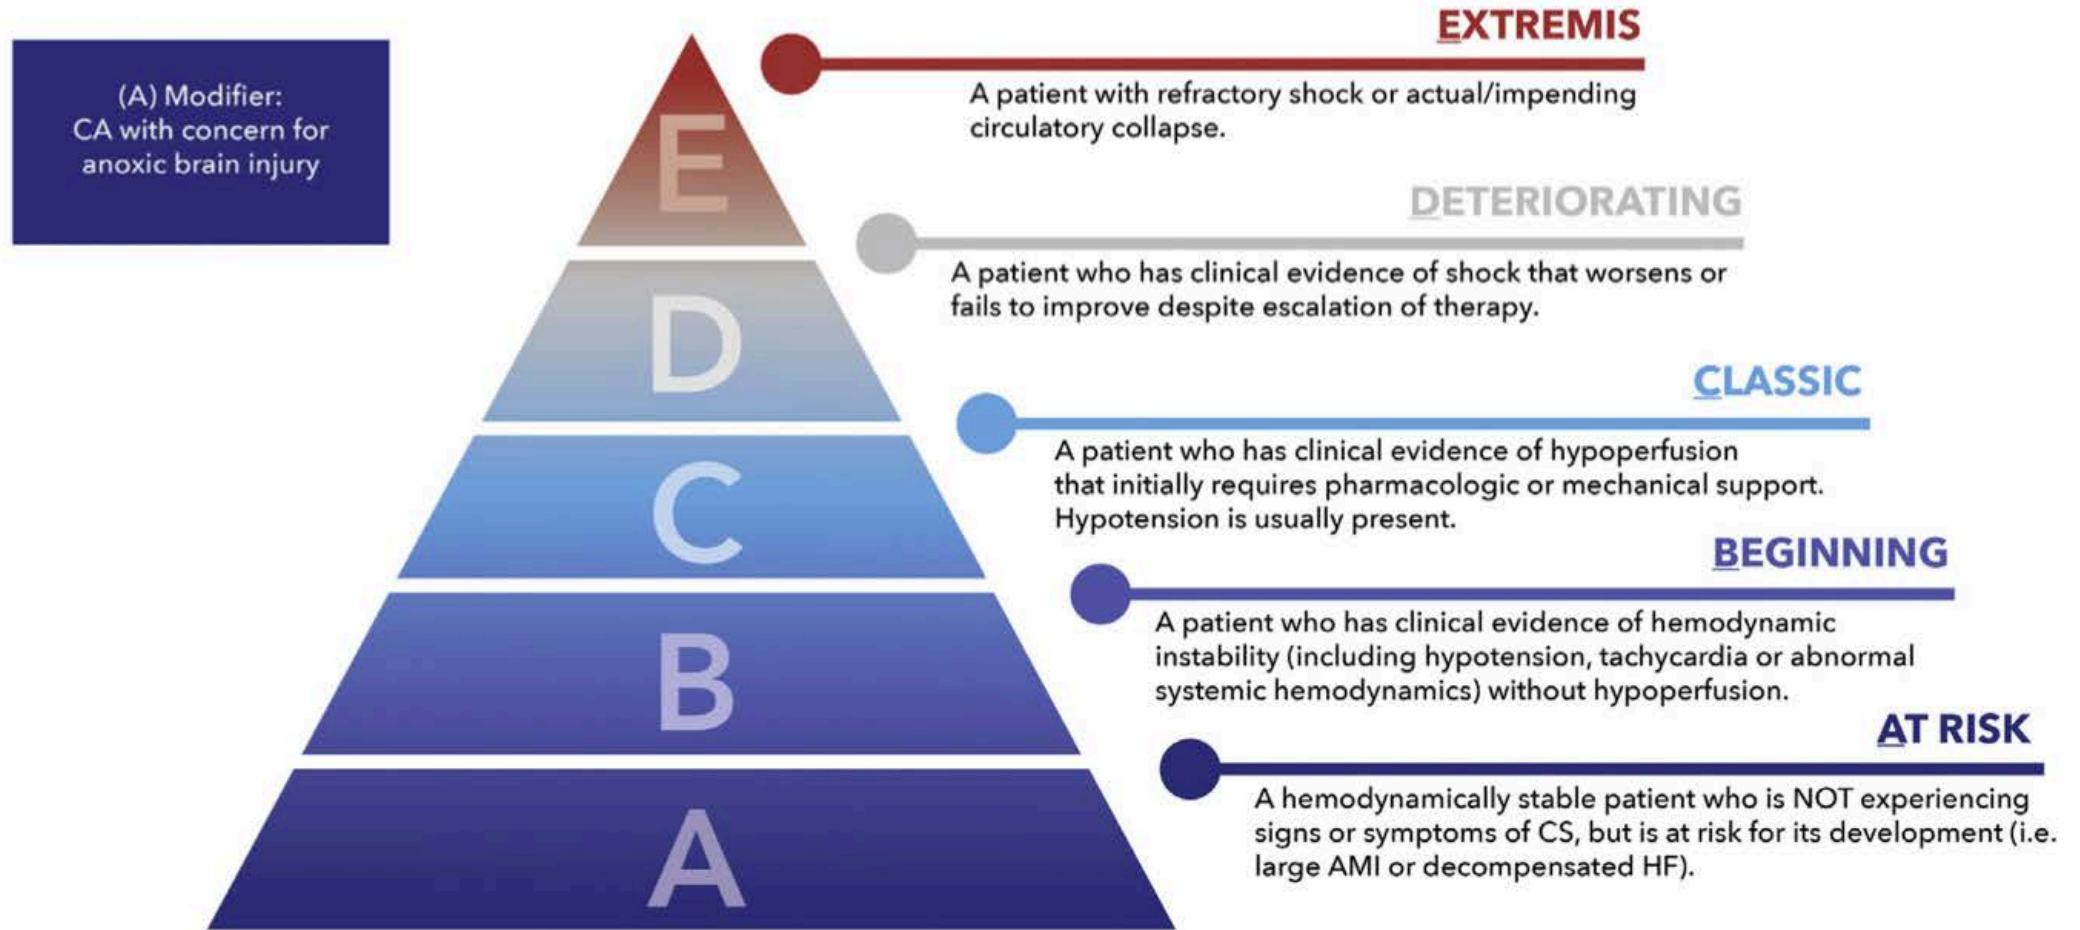 (A) Modifier:
CA with concern for
anoxic brain injury
E
EXTREMIS
A patient with refractory shock or actual/impending
circulatory collapse.
D
DETERIORATING
A patient who has clinical evidence of shock that worsens or
fails to improve despite escalation of therapy.
C
CLASSIC
A patient who has clinical evidence of hypoperfusion
that initially requires pharmacologic or mechanical support.
Hypotension is usually present.
B
BEGINNING
A patient who has clinical evidence of hemodynamic
instability (including hypotension, tachycardia or abnormal
systemic hemodynamics) without hypoperfusion.
A
AT RISK
A hemodynamically stable patient who is NOT experiencing
signs or symptoms of CS, but is at risk for its development (i.e.
large AMI or decompensated HF).